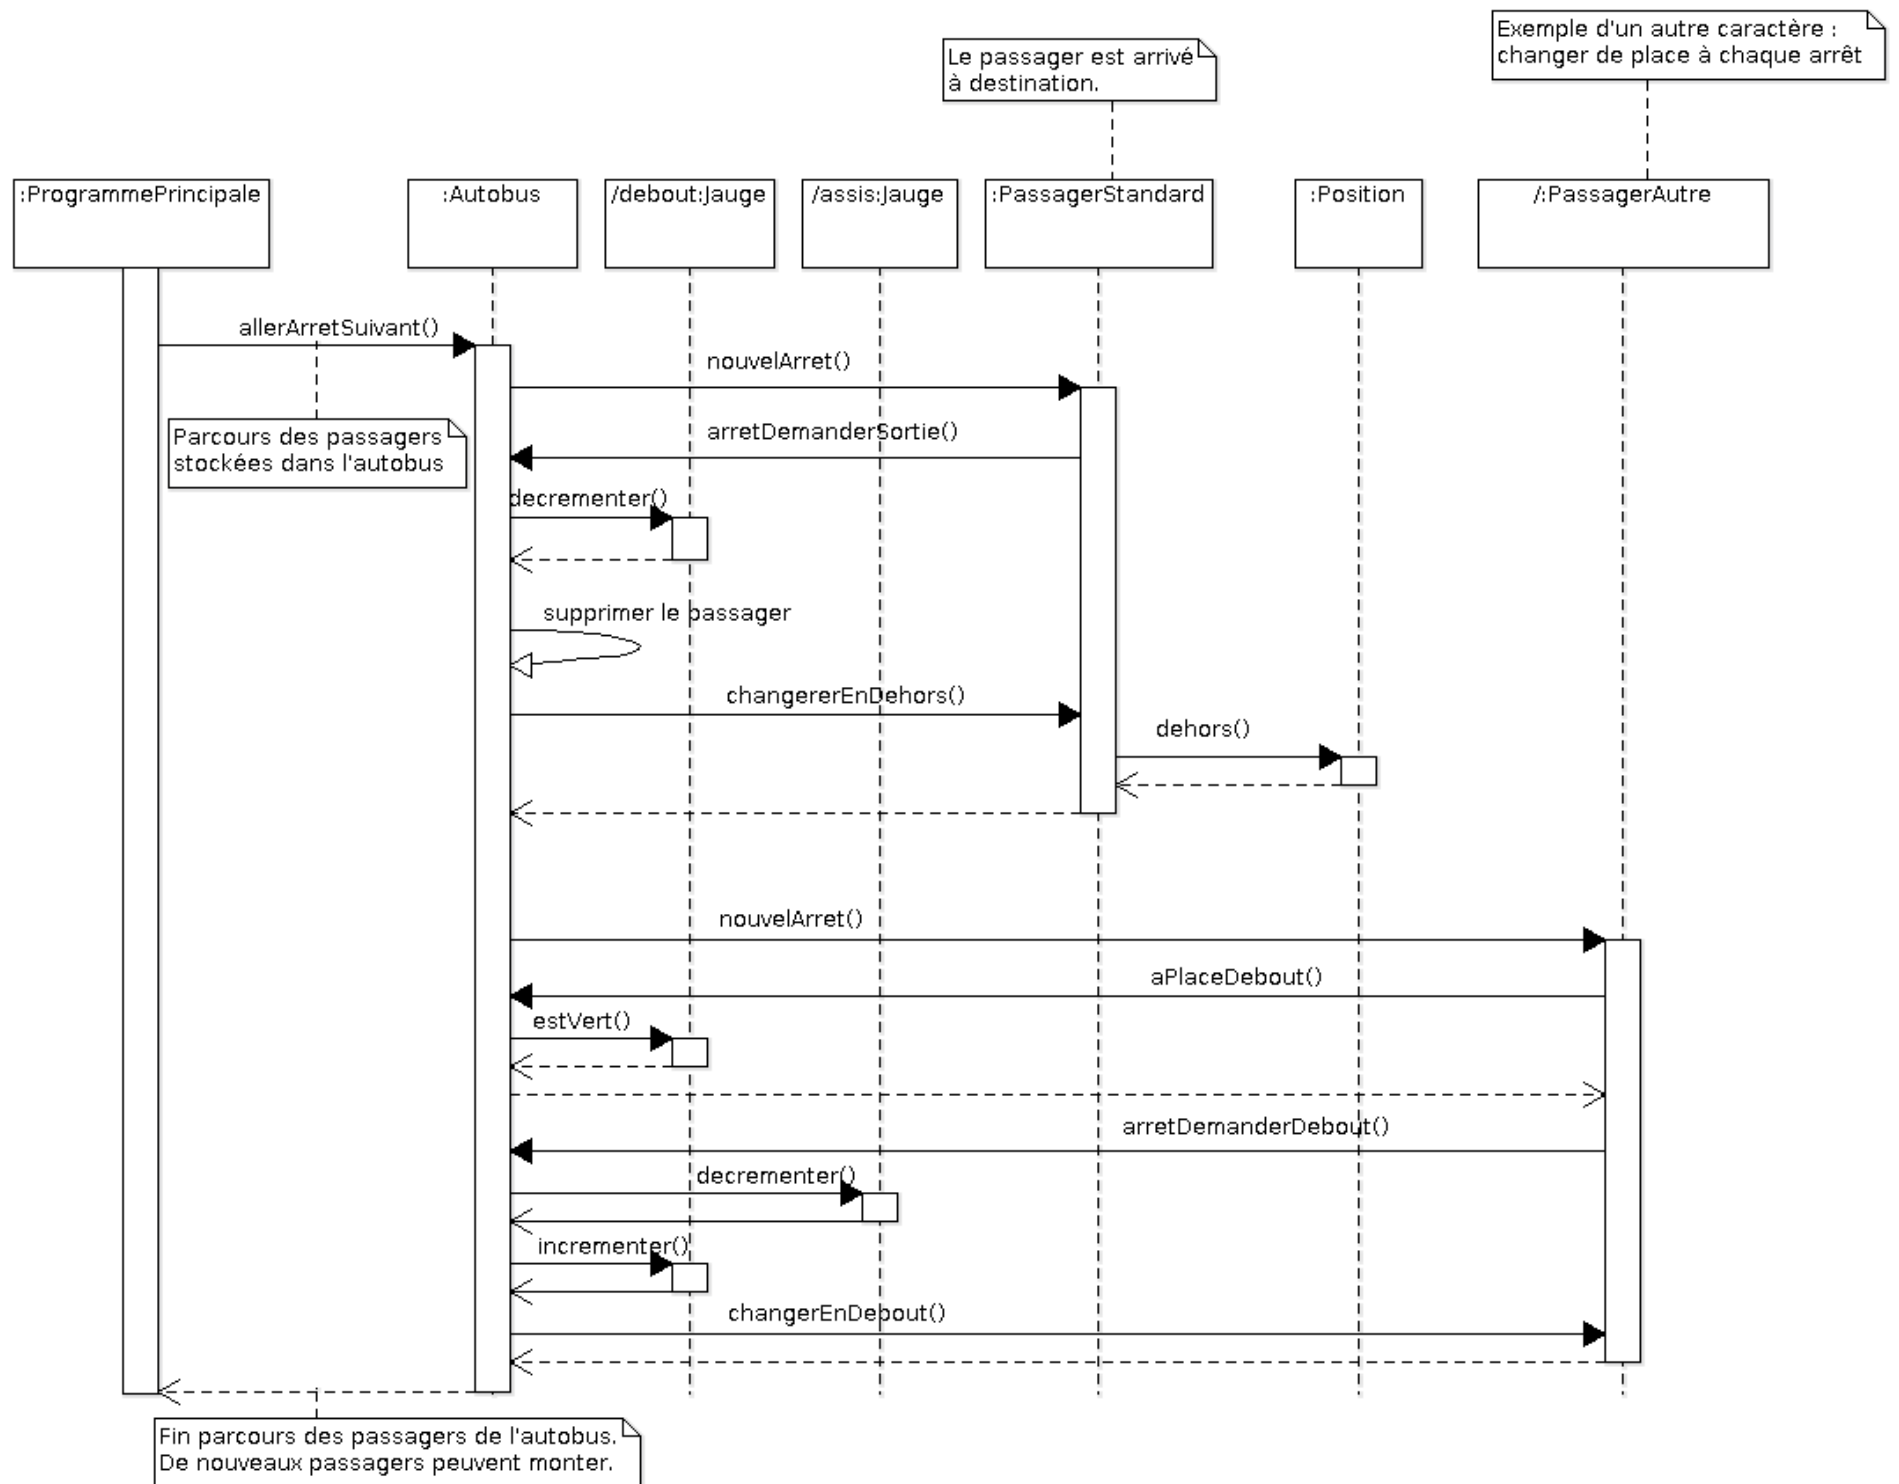 Exemple d'un autre caractère :
changer de place à chaque arrêt
Le passager est arrivé
à destination.
:ProgrammePrincipale
:Autobus
/debout:Jauge
/assis:Jauge
:PassagerStandard
:Position
/:PassagerAutre
allerArretSuivant()
nouvelArret()
Parcours des passagers
stockées dans l'autobus
arretDemanderSortie()
decrementer()
supprimer le passager
changererEnDehors()
dehors()
nouvelArret()
aPlaceDebout()
estVert()
arretDemanderDebout()
decrementer()
incrementer()
changerEnDebout()
Fin parcours des passagers de l'autobus.
De nouveaux passagers peuvent monter.